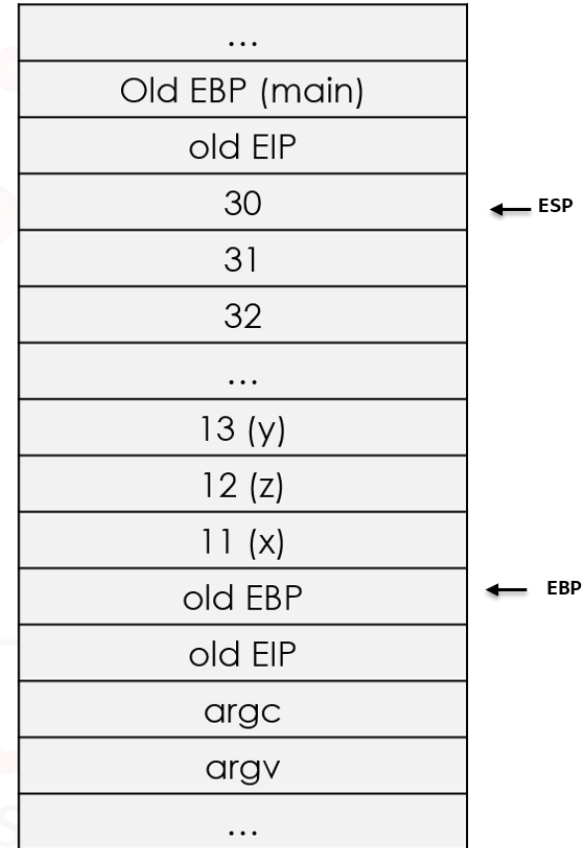 ...
Old EBP (main)
old EIP
30
ESP
31
32
...
13 (y)
12 (z)
11 (x)
old EBP
EBP
old EIP
argc
argv
...